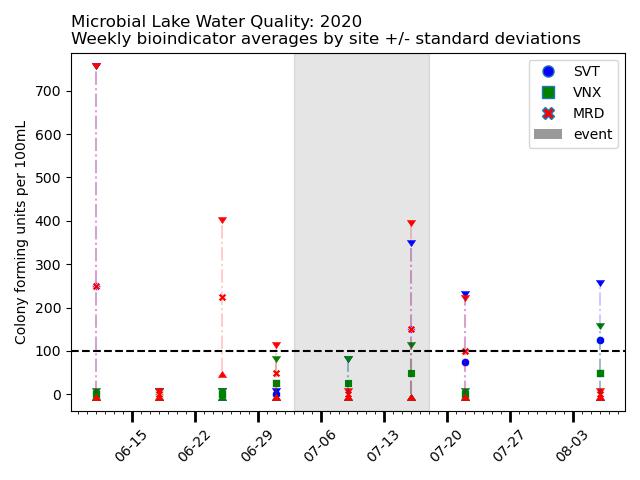 Microbial Lake Water Quality: 2020
Weekly bioindicator averages by site +/- standard deviations
Colony forming units per 100mL
700
600
500
400
300
200
100
0
SVT
VNX
MRD
event
06-15
06-22
06-29
07-06
07-13
07-20
07-27
08-03